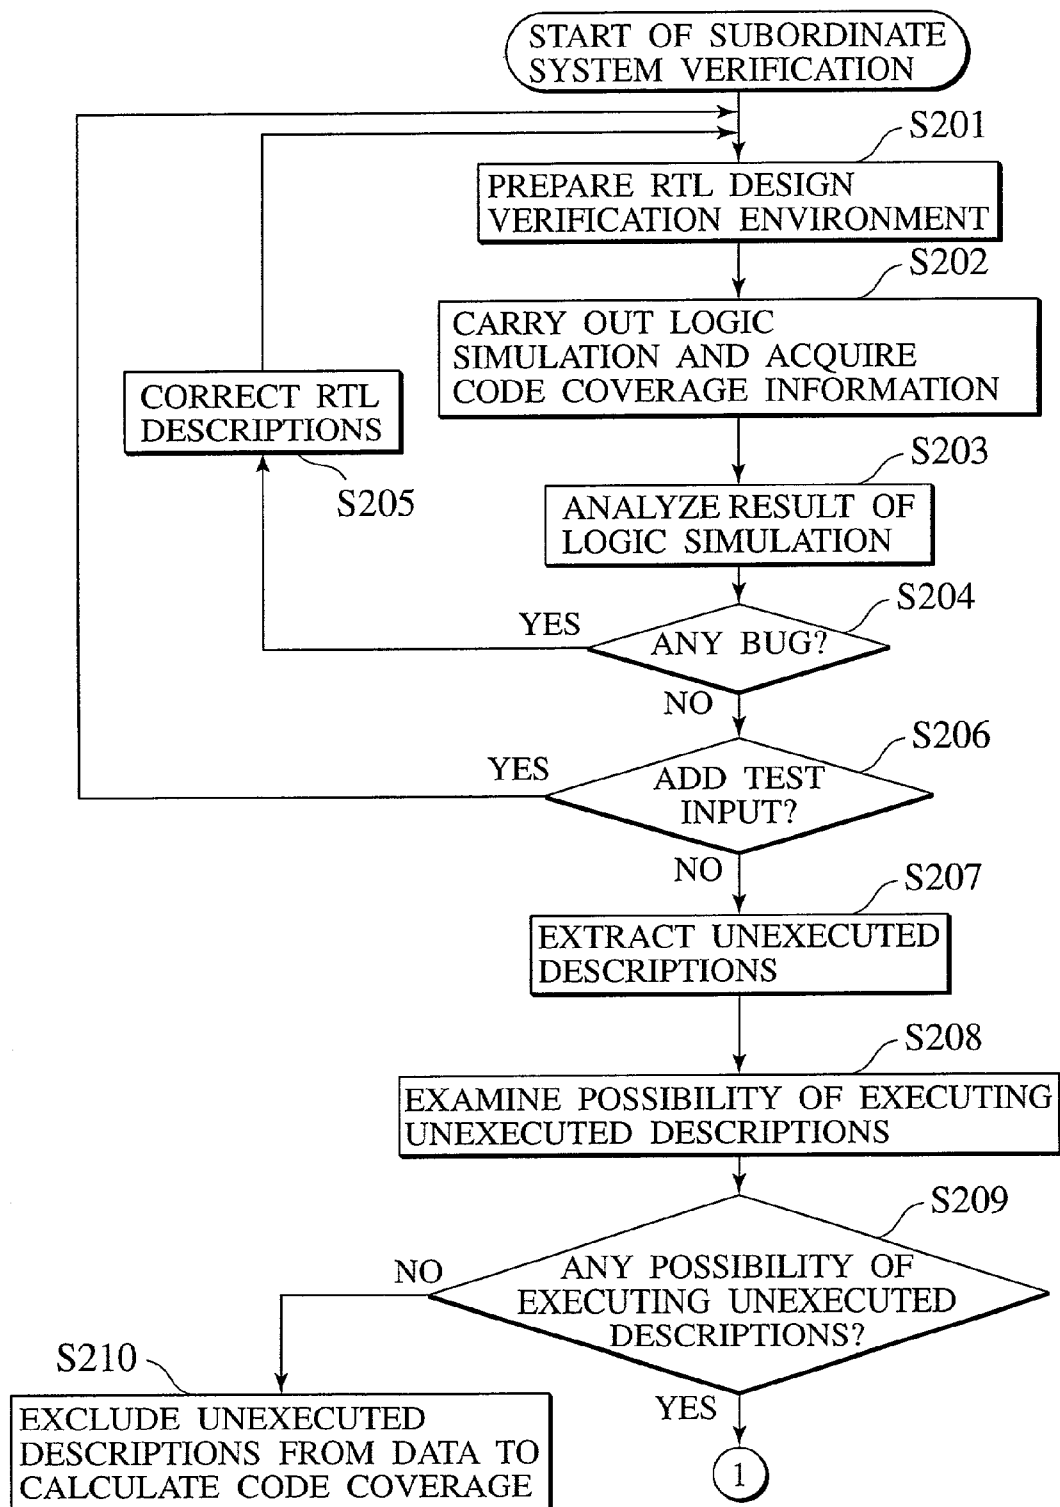 START OF SUBORDINATE
SYSTEM VERIFICATION
S201
PREPARE RTL DESIGN
VERIFICATION ENVIRONMENT
S202
CARRY OUT LOGIC
SIMULATION AND ACQUIRE
CODE COVERAGE INFORMATION
CORRECT RTL
DESCRIPTIONS
S205
S203
ANALYZE RESULT OF
LOGIC SIMULATION
S204
YES
ANY BUG?
NO
S206
YES
ADD TEST
INPUT?
NO
S207
EXTRACT UNEXECUTED
DESCRIPTIONS
S208
EXAMINE POSSIBILITY OF EXECUTING
UNEXECUTED DESCRIPTIONS
S209
NO
ANY POSSIBILITY OF
EXECUTING UNEXECUTED
DESCRIPTIONS?
S210
EXCLUDE UNEXECUTED
DESCRIPTIONS FROM DATA TO
CALCULATE CODE COVERAGE
YES
1